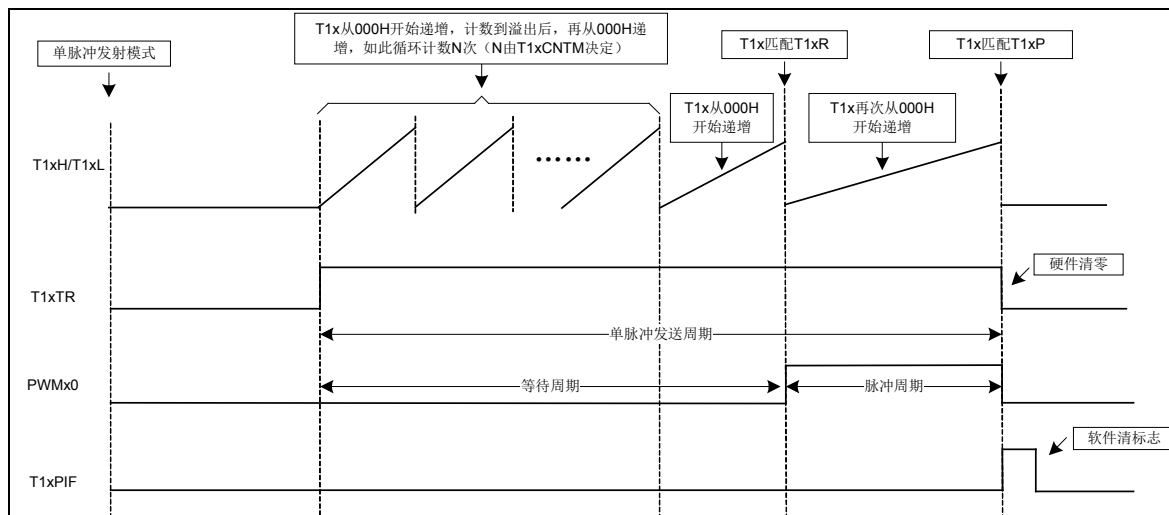 单脉冲发射模式
T1x从000H开始递增，计数到溢出后，再从000H递
增，如此循环计数N次（N由T1xCNTM决定）
T1x匹配T1xR
T1x匹配T1xP
T1x从000H
开始递增
T1x再次从000H
开始递增
T1xH/T1xL
······
硬件清零
T1xTR
单脉冲发送周期
PWMx0
等待周期
脉冲周期
软件清标志
T1xPIF